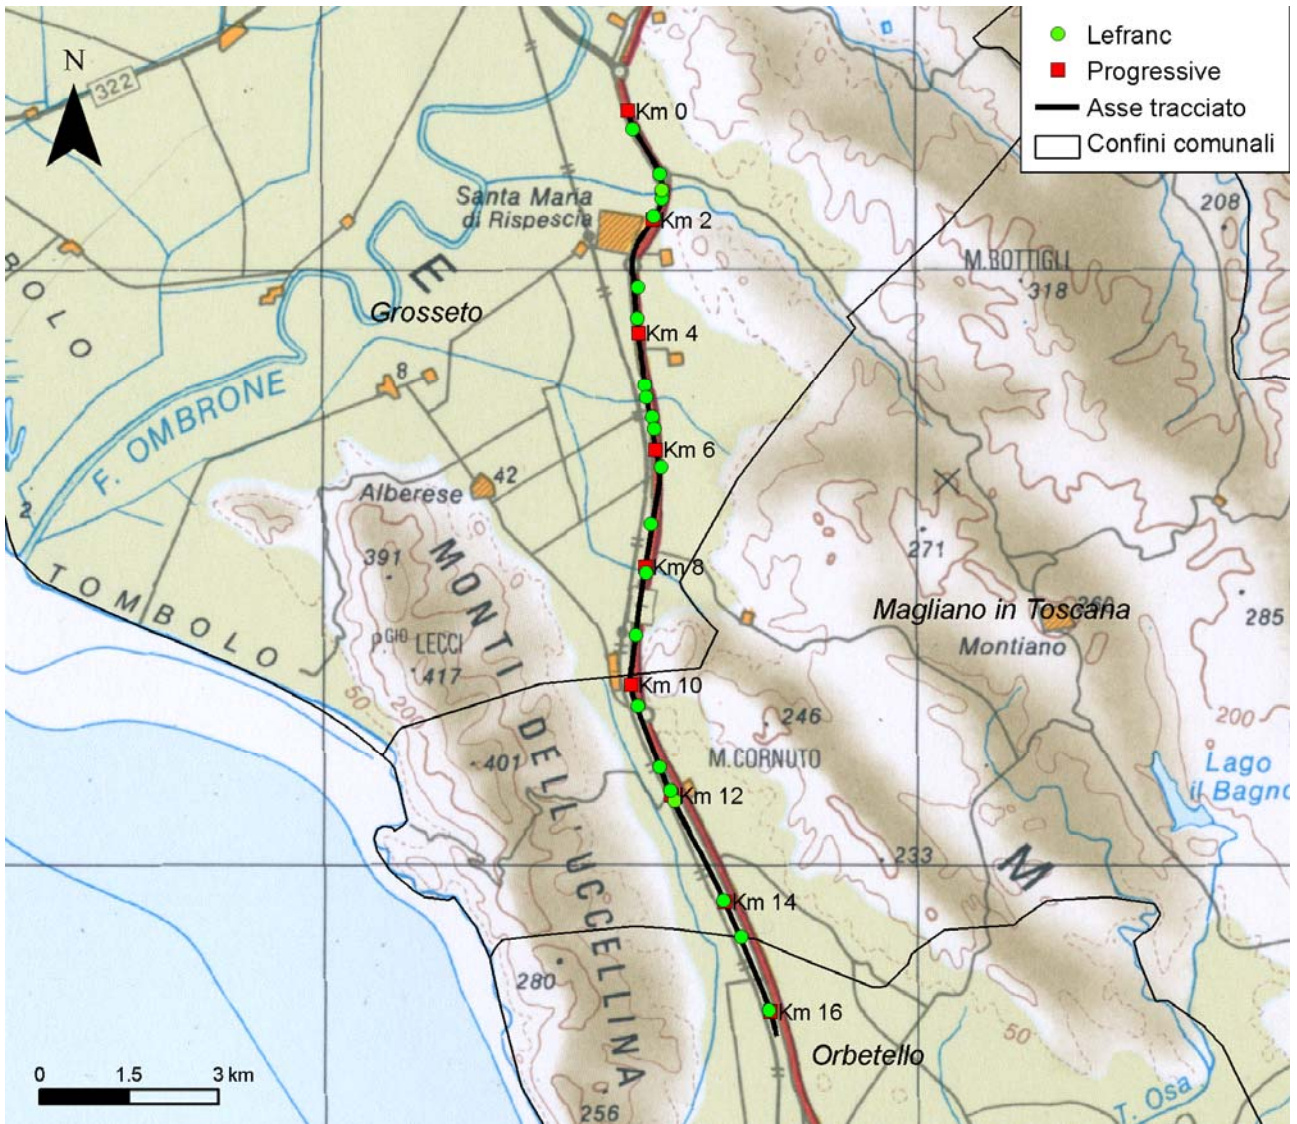 Lefranc
Progressive
Asse tracciato
Confini comunali
N
322
Km 0
208
Santa Maria
di Rispescia
Km 2
E
M.BOTTIGLI
318
BOLO
Grosseto
Km 4
8
F. OMBRONE
Km 6
42
Alberese
2
271
391
MONTI
Km 8
TOMBOLO
Magliano in Toscana
260
285
P.GIO LECCI
Montiano
417
Km 10
50
200
246
200
DELL'UCCELLINA
M.CORNUTO
401
Lago
il Bagno
Km 12
233
M
Km 14
280
Km 16
50
Orbetello
0 1.5 3 km
256
T. Osa